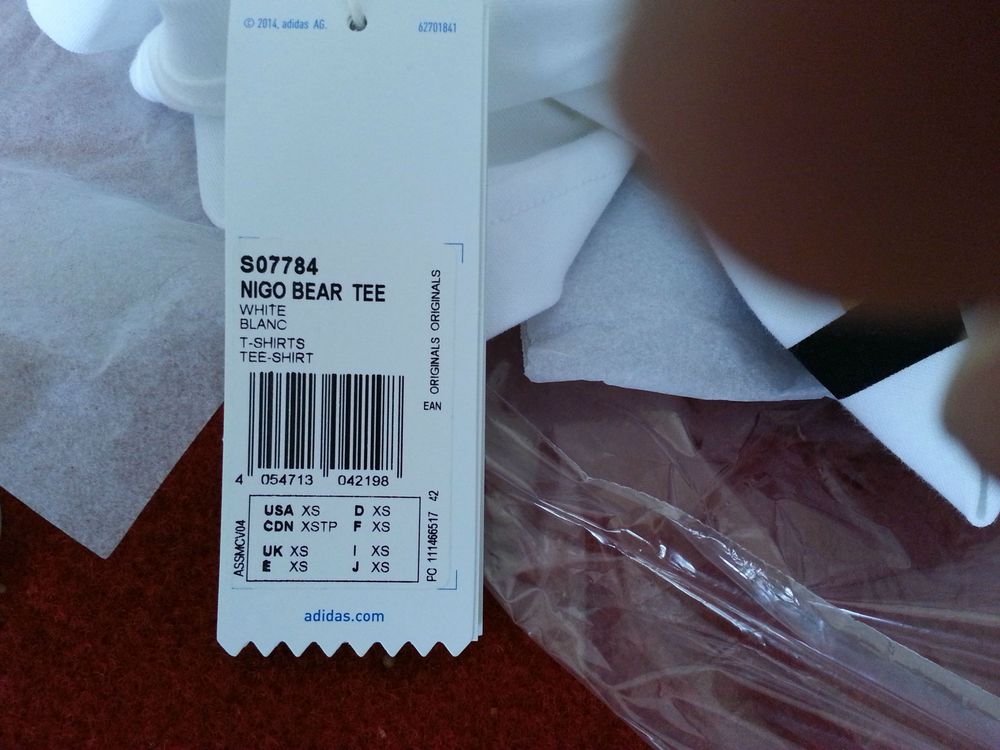 © 2014, adidas AG.
62701841
S07784
NIGO BEAR TEE
WHITE
BLANC
T-SHIRTS
TEE-SHIRT
EAN ORIGINALS ORIGINALS
4 054713 042198
USA XS D XS
CDN XSTP F XS
UK XS I XS
E XS J XS
ASSMCV04
PC 111466517 42
adidas.com